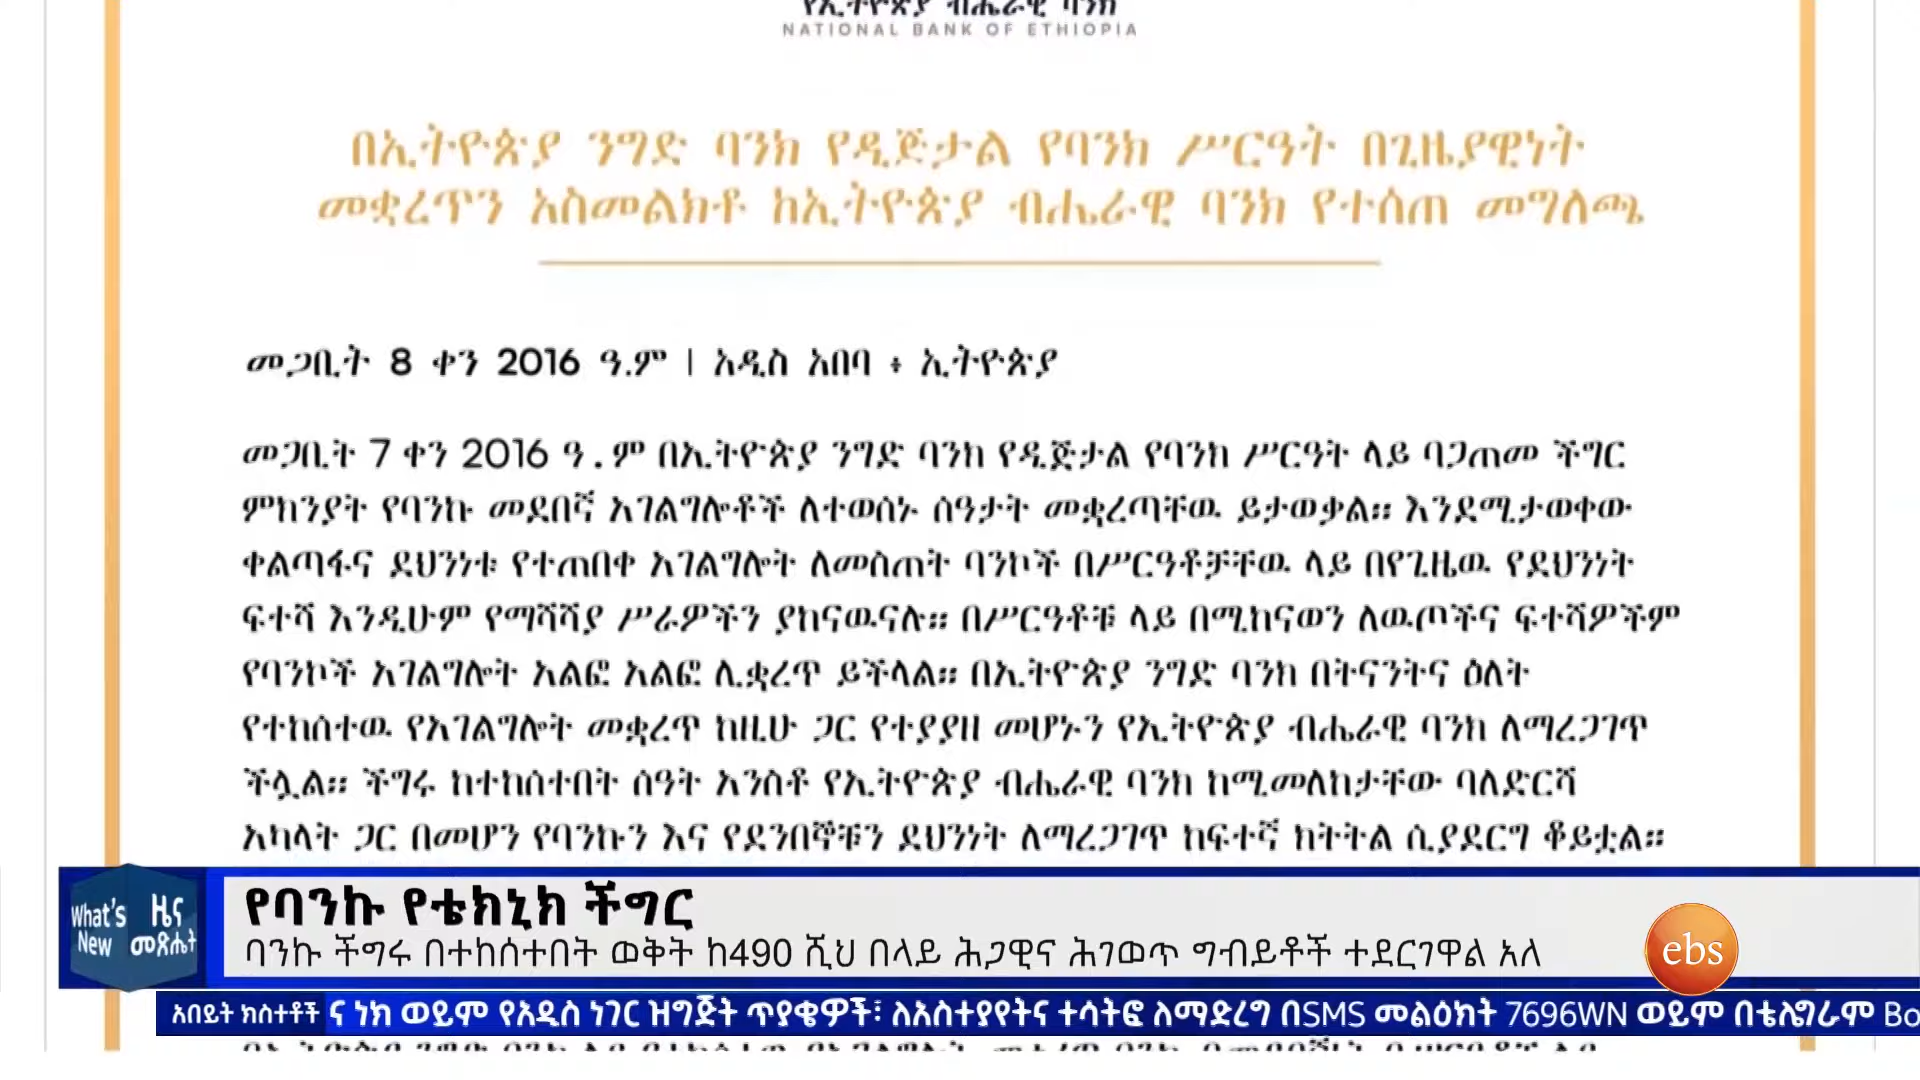 የኢትዮጵያ ብሔራዊ ባንክ
NATIONAL BANK OF ETHIOPIA
በኢትዮጵያ ንግድ ባንክ የዲጅታል የባንክ ሥርዓት በጊዜያዊነት
መቋረጥን አስመልክቶ ከኢትዮጵያ ብሔራዊ ባንክ የተሰጠ መግለጫ
መጋቢት 8 ቀን 2016 ዓ.ም | አዲስ አበባ ፥ ኢትዮጵያ
መጋቢት 7 ቀን 2016 ዓ.ም በኢትዮጵያ ንግድ ባንክ የዲጅታል የባንክ ሥርዓት ላይ ባጋጠመ ችግር
ምክንያት የባንኩ መደበኛ አገልግሎቶች ለተወሰኑ ሰዓታት መቋረጣቸዉ ይታወቃል። እንደሚታወቀው
ቀልጣፋና ደህንነቱ የተጠበቀ አገልግሎት ለመስጠት ባንኮች በሥርዓቶቻቸዉ ላይ በየጊዜዉ የደህንነት
ፍተሻ እንዲሁም የማሻሻያ ሥራዎችን ያከናዉናሉ። በሥርዓቶቹ ላይ በሚከናወን ለዉጦችና ፍተሻዎችም
የባንኮች አገልግሎት አልፎ አልፎ ሊቋረጥ ይችላል። በኢትዮጵያ ንግድ ባንክ በትናንትና ዕለት
የተከሰተዉ የአገልግሎት መቋረጥ ከዚሁ ጋር የተያያዘ መሆኑን የኢትዮጵያ ብሔራዊ ባንክ ለማረጋገጥ
ችሏል። ችግሩ ከተከሰተበት ሰዓት አንስቶ የኢትዮጵያ ብሔራዊ ባንክ ከሚመለከታቸው ባለድርሻ
አካላት ጋር በመሆን የባንኩን እና የደንበኞቹን ደህንነት ለማረጋገጥ ከፍተኛ ክትትል ሲያደርግ ቆይቷል።
What's New
ዜና መጽሔት
የባንኩ የቴክኒክ ችግር
ባንኩ ችግሩ በተከሰተበት ወቅት ከ490 ሺህ በላይ ሕጋዊና ሕገወጥ ግብይቶች ተደርገዋል አለ
ebs
አበይት ክስተቶች
ና ነክ ወይም የአዲስ ነገር ዝግጅት ጥያቄዎች፤ ለአስተያየትና ተሳትፎ ለማድረግ በSMS መልዕክት 7696WN ወይም በቴሌግራም Bo